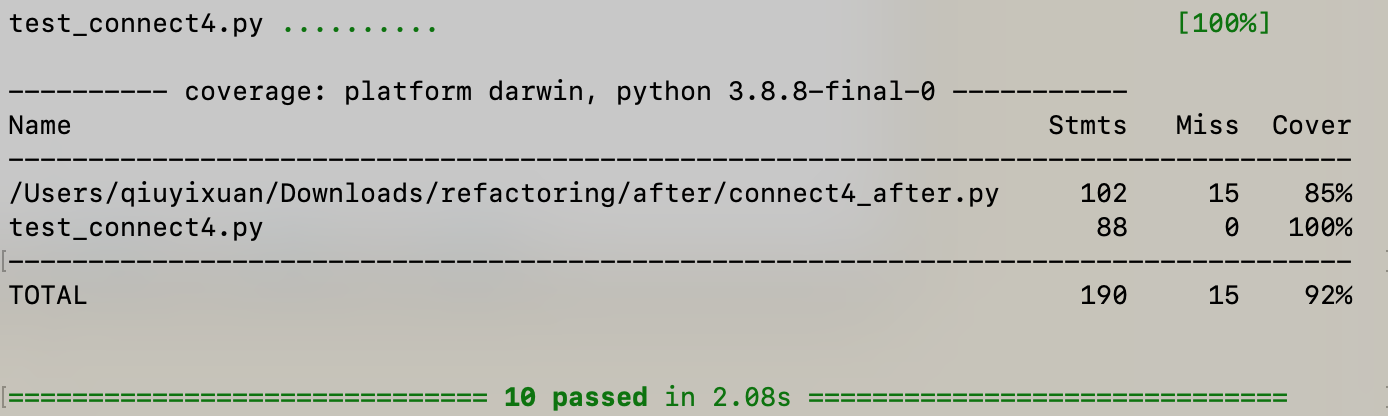 test_connect4.py .......... [100%]
---------- coverage: platform darwin, python 3.8.8-final-0 -----------
Name Stmts Miss Cover
------------------------------------------------------------------------------------
/Users/qiuyixuan/Downloads/refactoring/after/connect4_after.py 102 15 85%
test_connect4.py 88 0 100%
------------------------------------------------------------------------------------
TOTAL 190 15 92%
============================== 10 passed in 2.08s ==============================